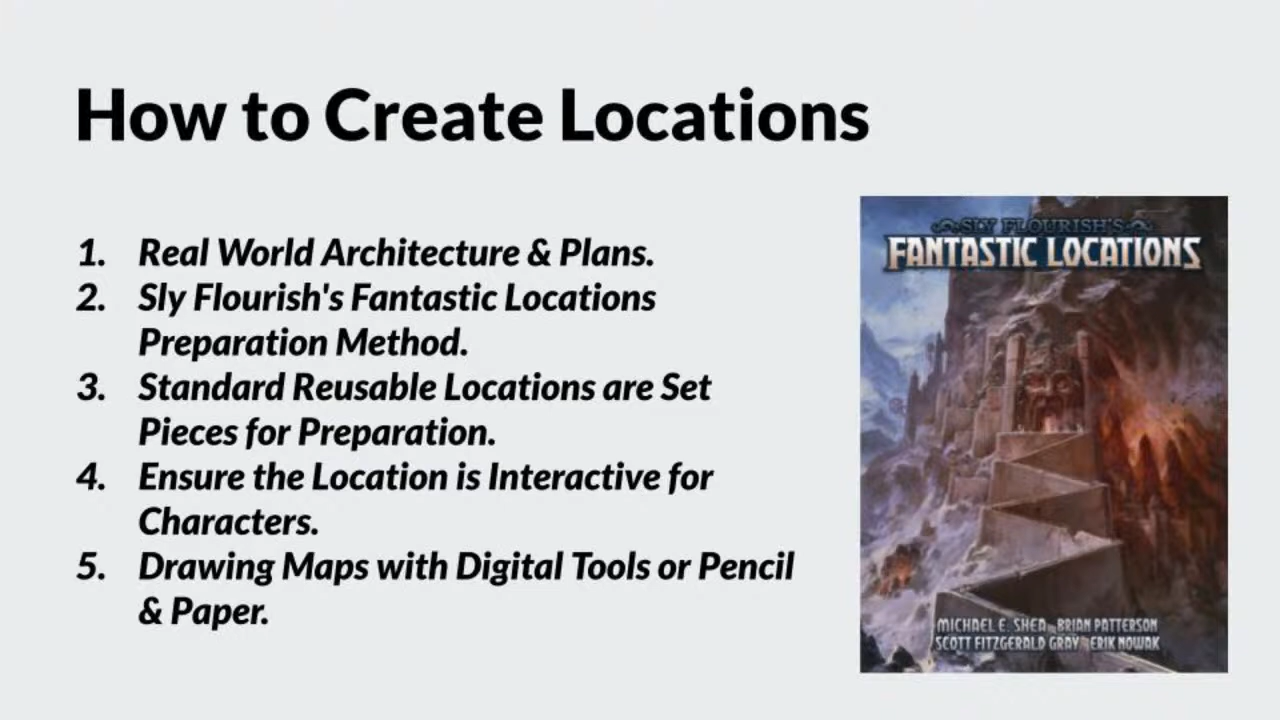 How to Create Locations
1. Real World Architecture & Plans.
2. Sly Flourish's Fantastic Locations
Preparation Method.
3. Standard Reusable Locations are Set
Pieces for Preparation.
4. Ensure the Location is Interactive for
Characters.
5. Drawing Maps with Digital Tools or Pencil
& Paper.
SLY FLOURISH'S
FANTASTIC LOCATIONS
MICHAEL E. SHEA BRIAN PATTERSON
SCOTT FITZGERALD GRAY ERIK NOWAK